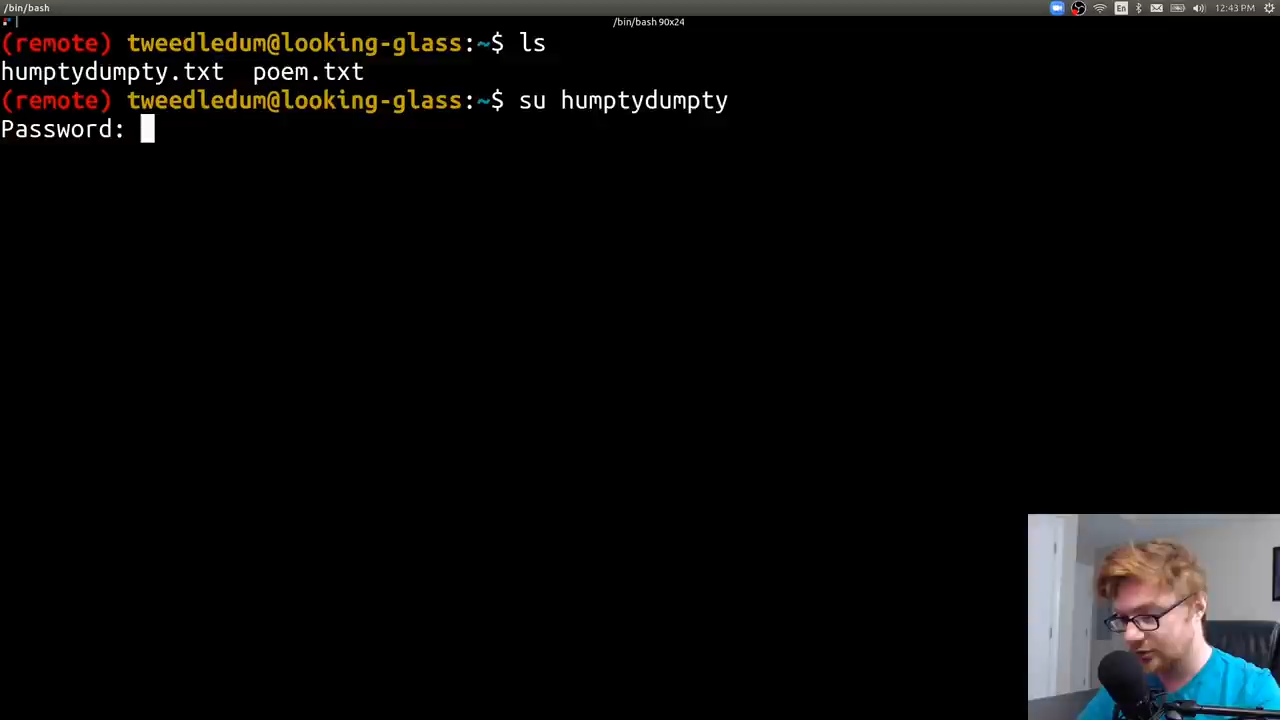 /bin/bash
En
12:43 PM
/bin/bash 90x24
(remote) tweedledum@looking-glass:~$ ls
humptydumpty.txt  poem.txt
(remote) tweedledum@looking-glass:~$ su humptydumpty
Password: